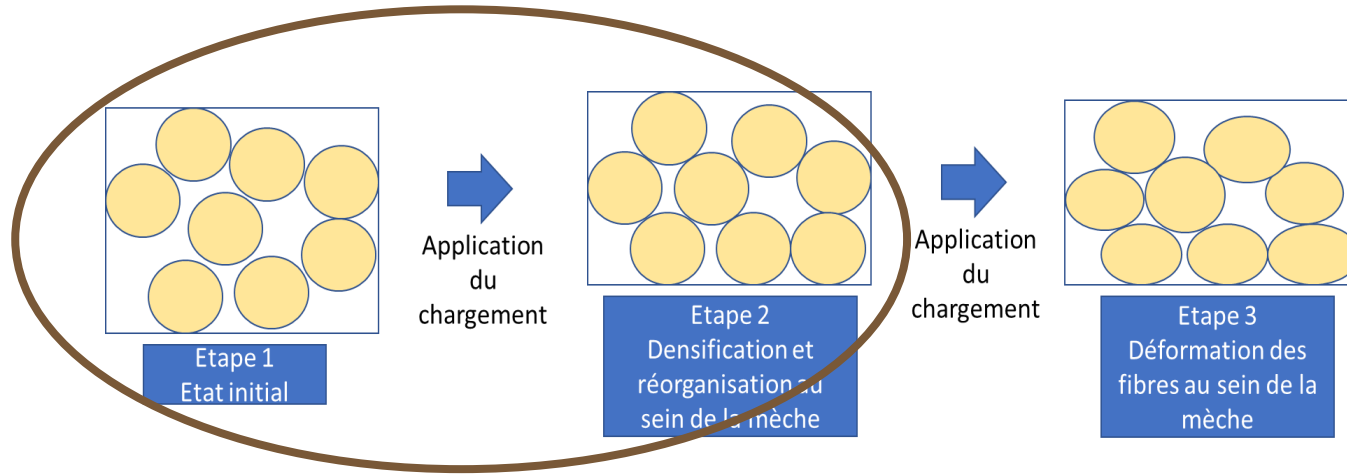 Application
du
chargement
Application
du
chargement
Etape 1
Etat initial
Etape 2
Densification et
réorganisation au
sein de la mèche
Etape 3
Déformation des
fibres au sein de la
mèche